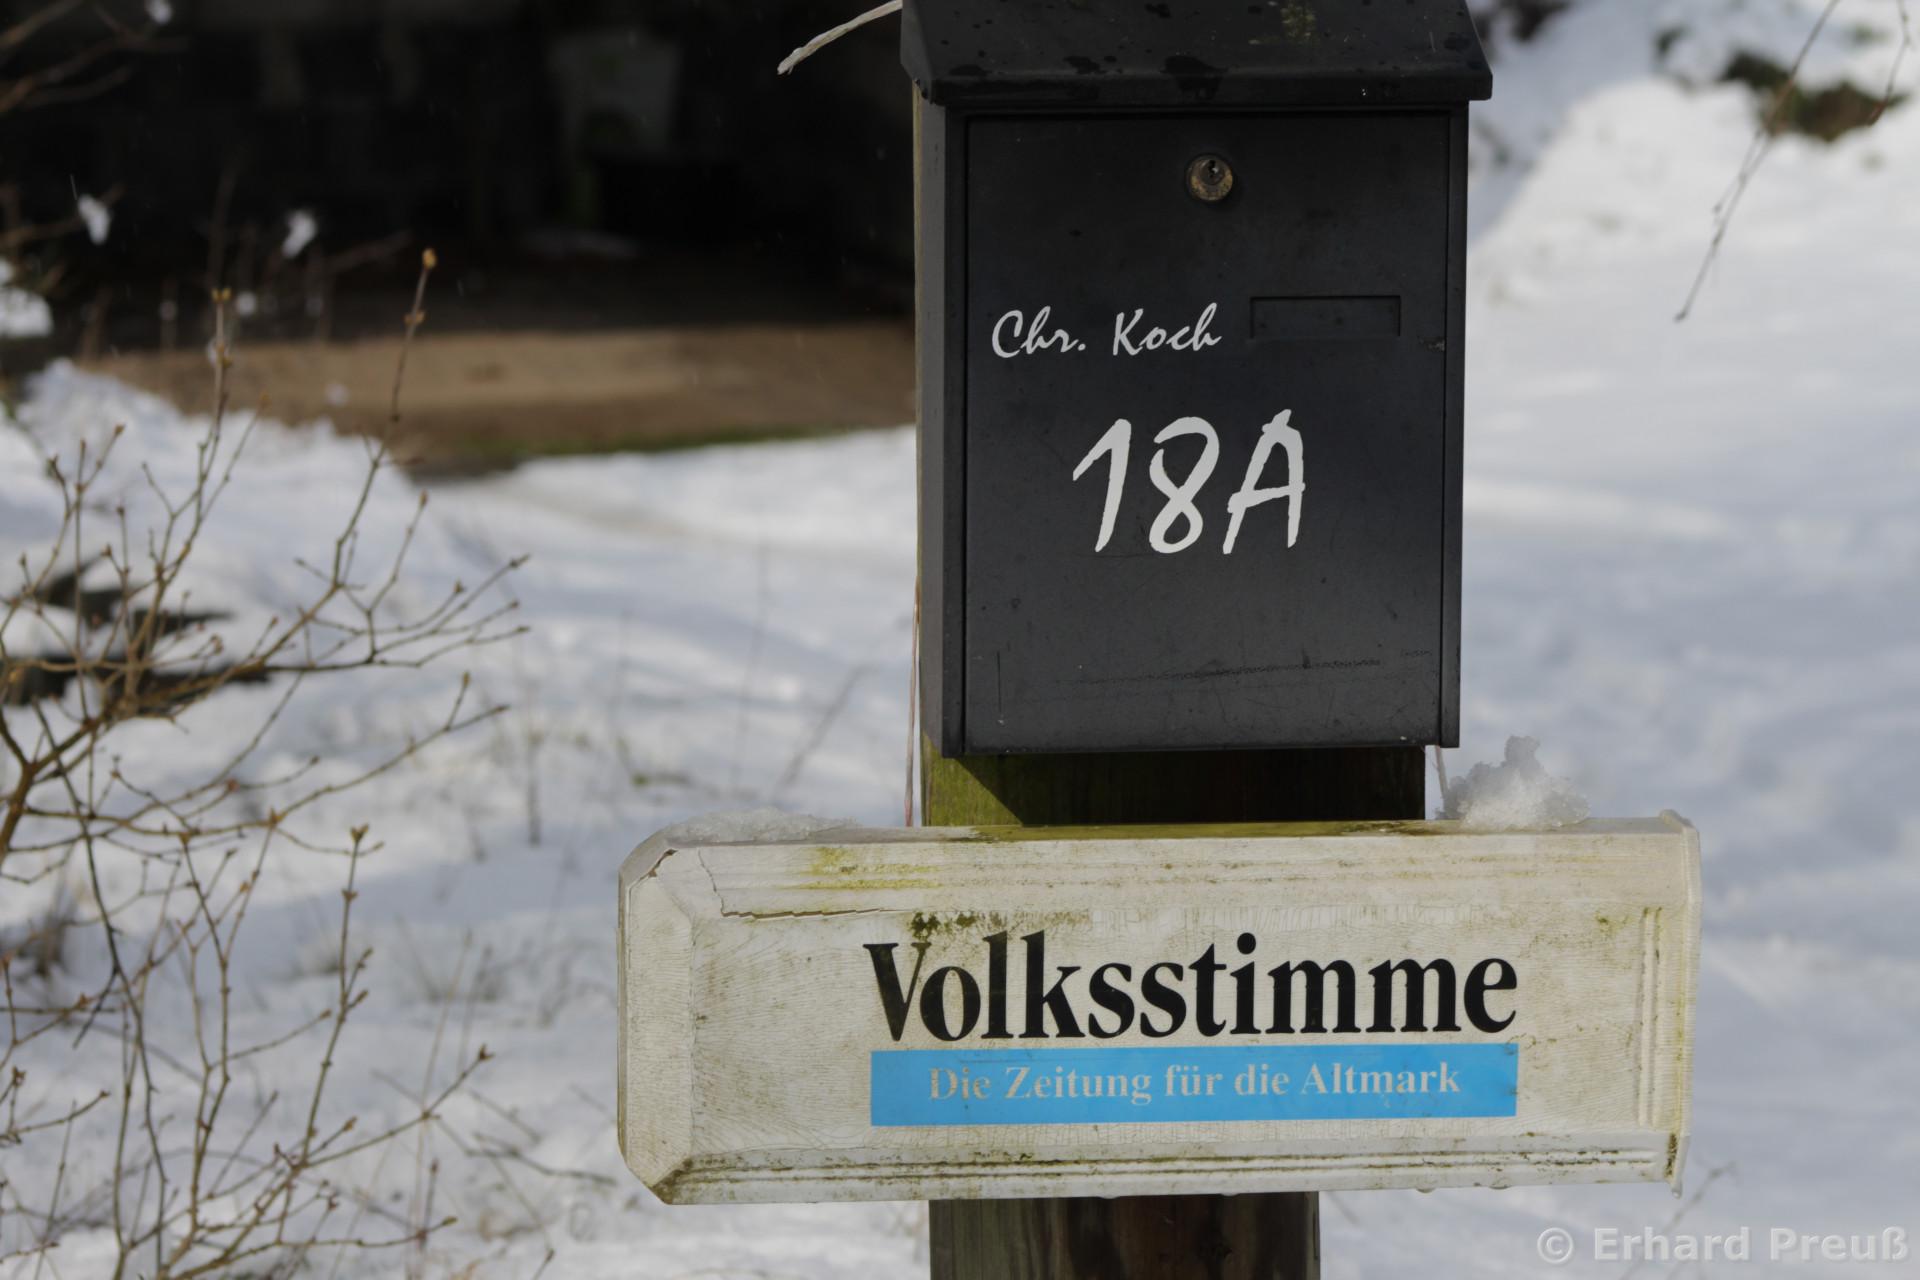 Chr. Koch
18A
Volksstimme
Die Zeitung für die Altmark
© Erhard Preuß